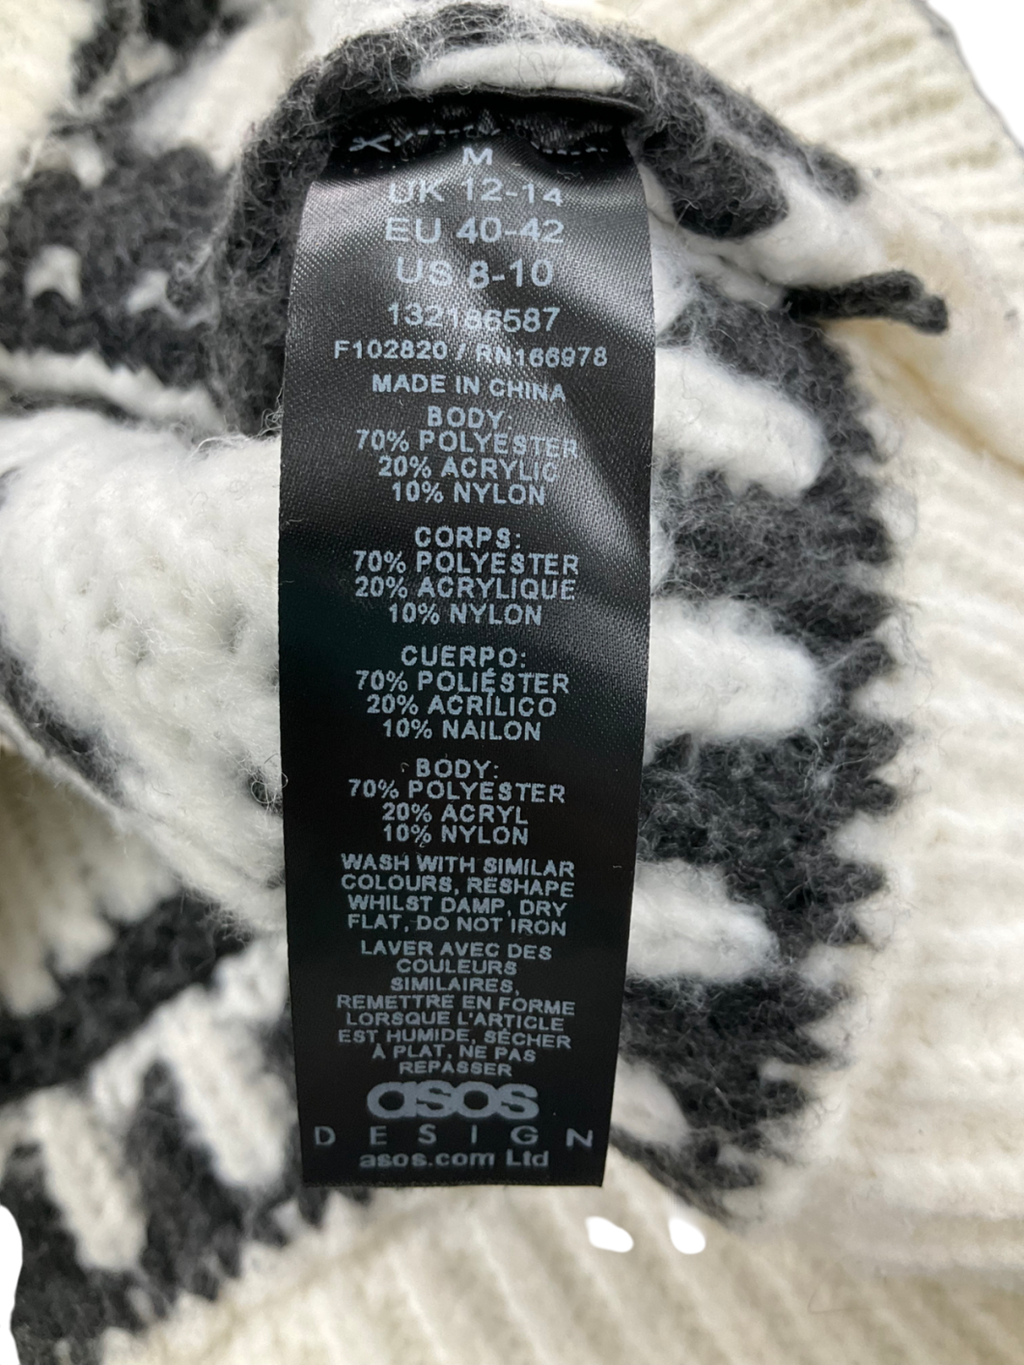 M
UK 12-14
EU 40-42
US 8-10
132186587
F102820 / RN166978
MADE IN CHINA
BODY:
70% POLYESTER
20% ACRYLIC
10% NYLON
CORPS:
70% POLYESTER
20% ACRYLIQUE
10% NYLON
CUERPO:
70% POLIÉSTER
20% ACRÍLICO
10% NAILON
BODY:
70% POLYESTER
20% ACRYL
10% NYLON
WASH WITH SIMILAR
COLOURS, RESHAPE
WHILST DAMP, DRY
FLAT, DO NOT IRON
LAVER AVEC DES
COULEURS
SIMILAIRES,
REMETTRE EN FORME
LORSQUE L'ARTICLE
EST HUMIDE, SÉCHER
À PLAT, NE PAS
REPASSER
asos
DESIGN
asos.com Ltd